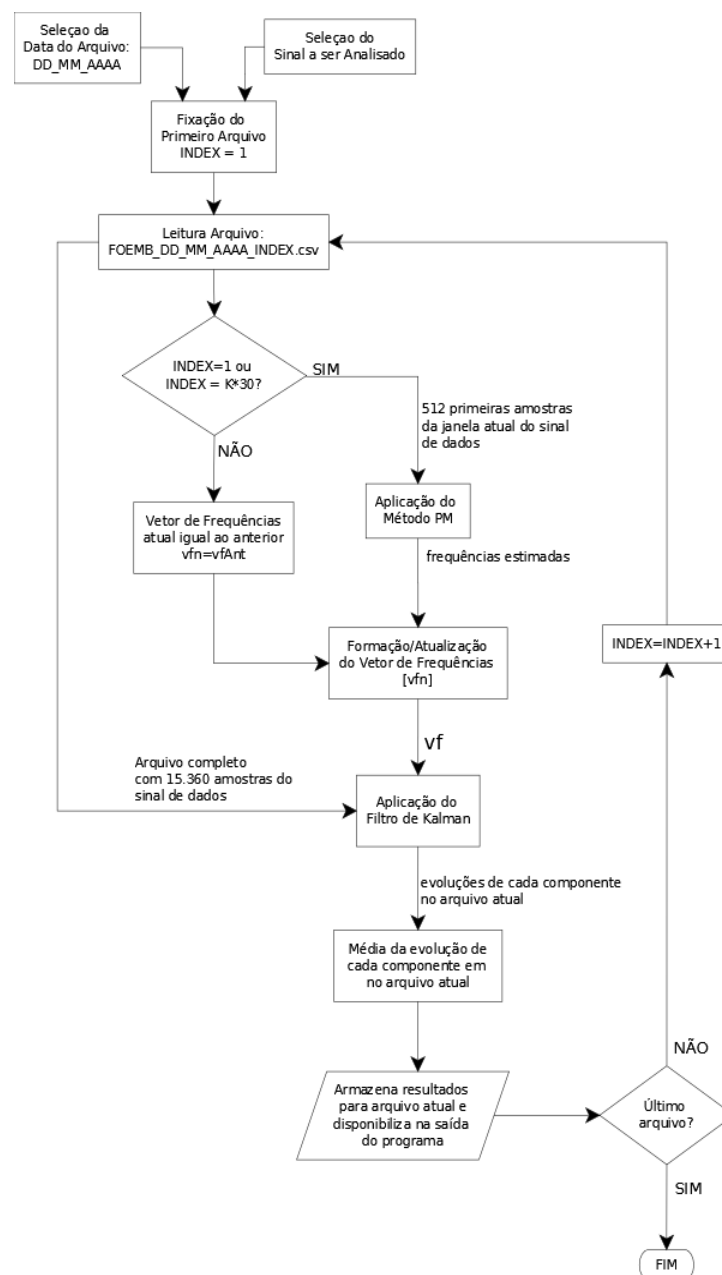 Seleçao da
Data do Arquivo:
DD_MM_AAAA
Seleçao do
Sinal a ser Analisado
Fixação do
Primeiro Arquivo
INDEX = 1
Leitura Arquivo:
FOEMB_DD_MM_AAAA_INDEX.csv
INDEX=1 ou
INDEX = K*30?
SIM
NÃO
512 primeiras amostras
da janela atual do sinal
de dados
Vetor de Frequências
atual igual ao anterior
vfn=vfAnt
Aplicação do
Método PM
frequências estimadas
Formação/Atualização
do Vetor de Frequências
[vfn]
INDEX=INDEX+1
vf
Arquivo completo
com 15.360 amostras do
sinal de dados
Aplicação do
Filtro de Kalman
evoluções de cada componente
no arquivo atual
Média da evolução de
cada componente em
no arquivo atual
NÃO
Armazena resultados
para arquivo atual e
disponibiliza na saída
do programa
Último
arquivo?
SIM
FIM